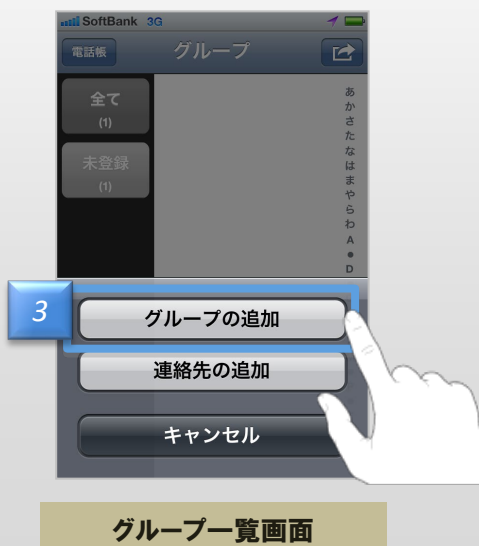 SoftBank 3G
電話帳 グループ
全て
(1)
未登録
(1)
あ
か
さ
た
な
は
ま
や
ら
わ
A
●
D
3
グループの追加
連絡先の追加
キャンセル
グループ一覧画面